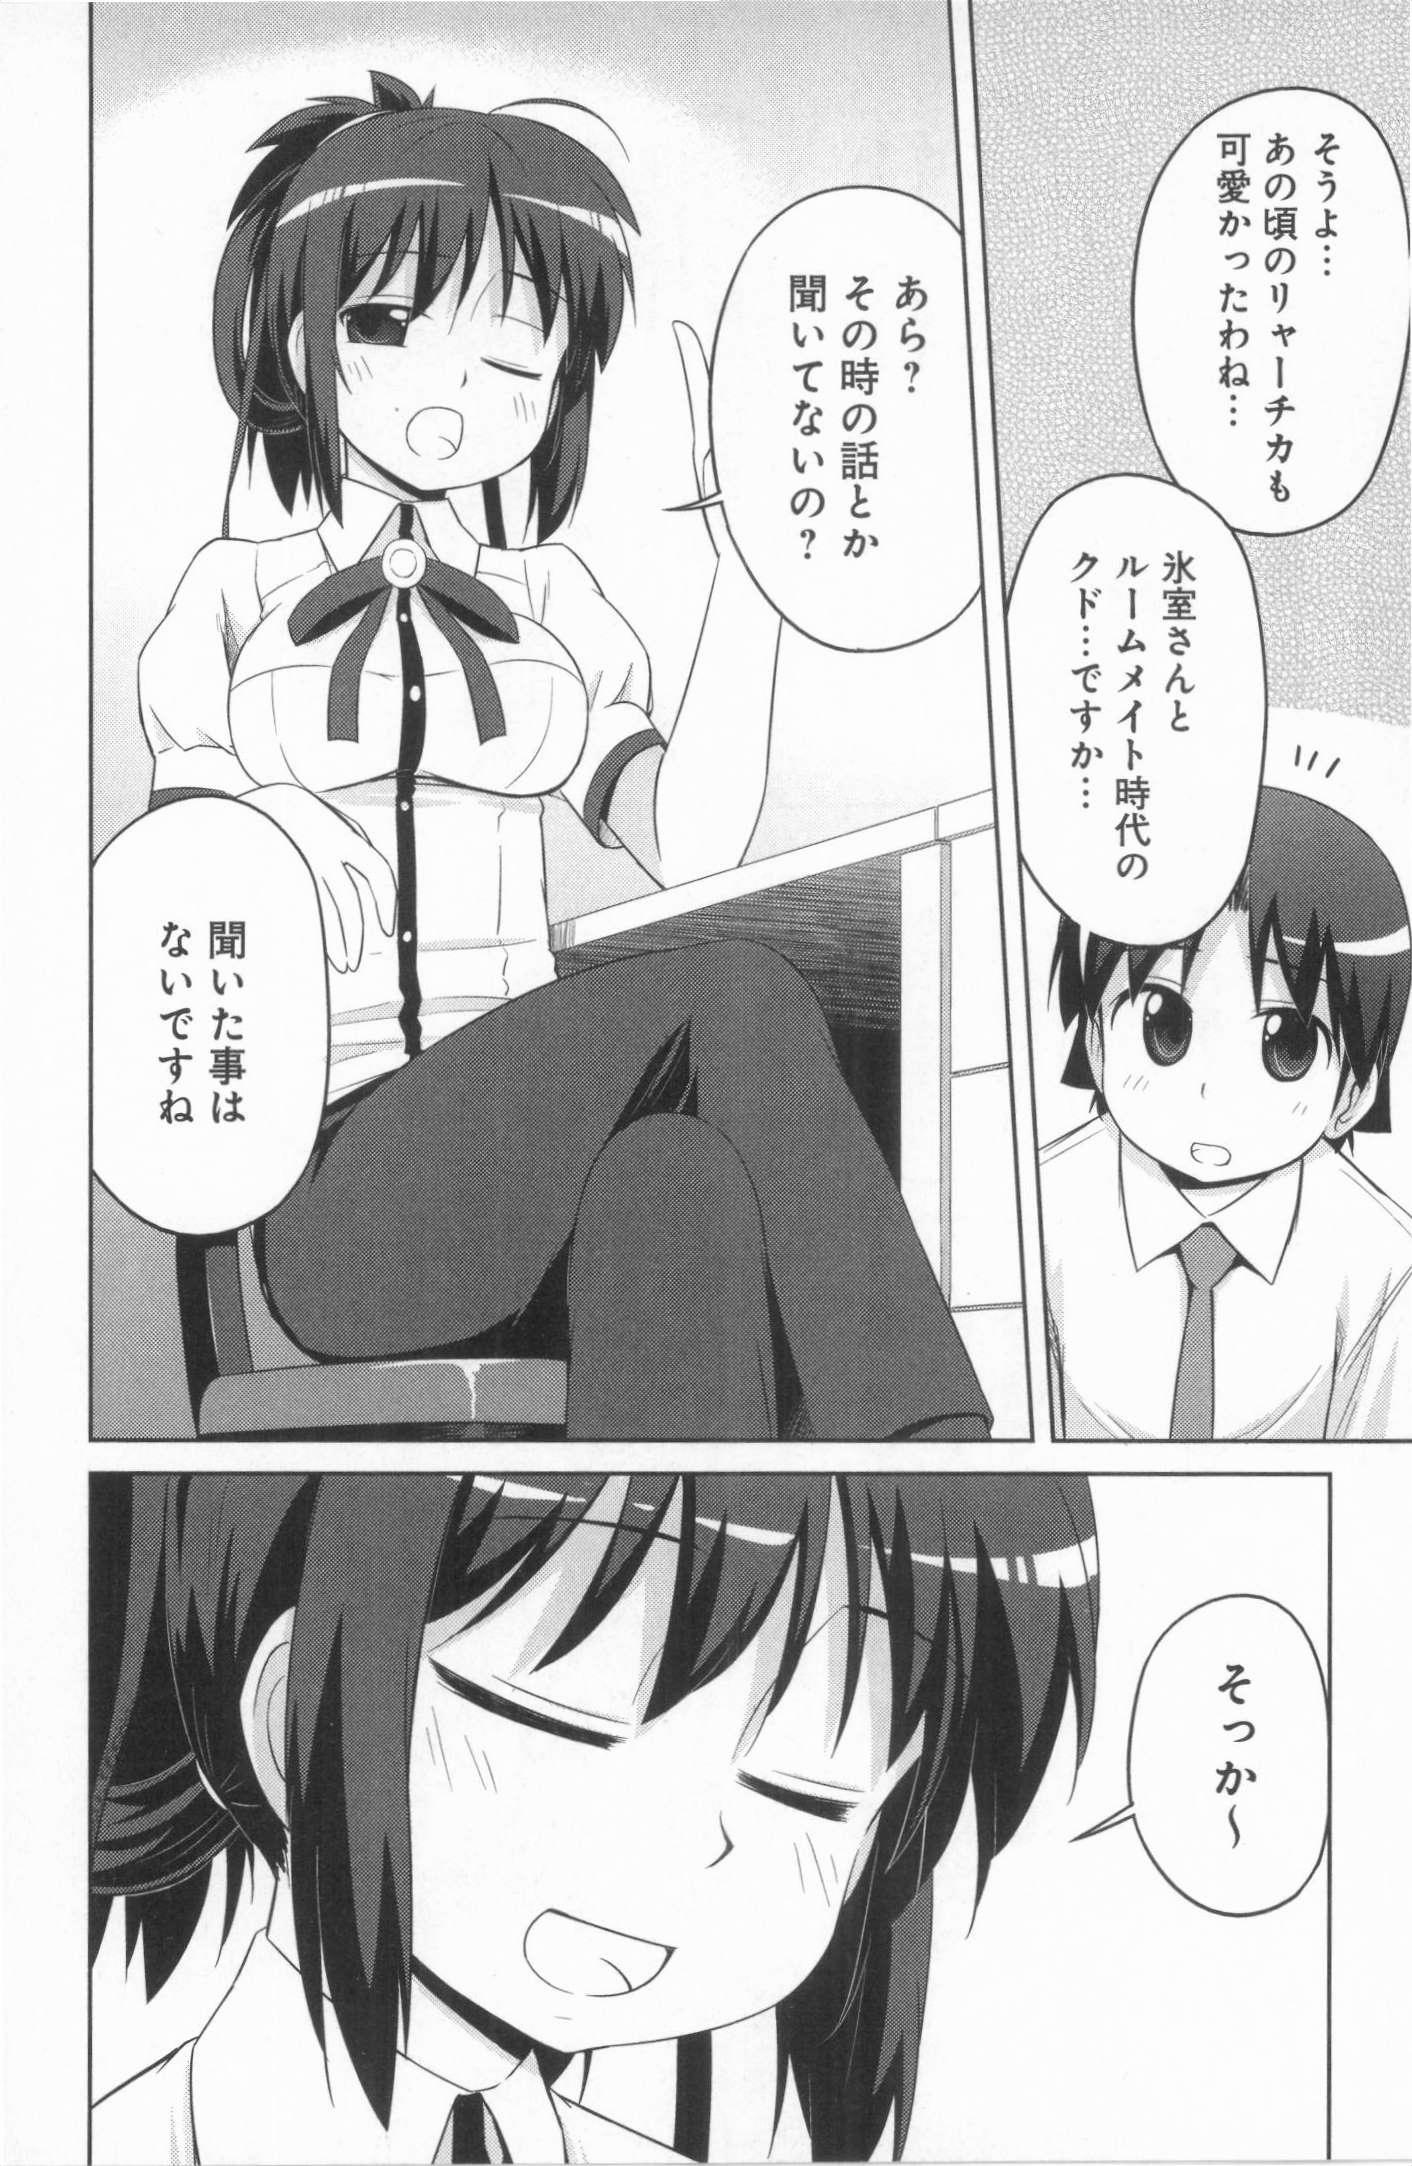 そうよ…
あの頃のリャーチカも
可愛かったわね…
氷室さんと
ルームメイト時代の
クド…ですか…
あら？
その時の話とか
聞いてないの？
聞いた事は
ないですね
そっか〜